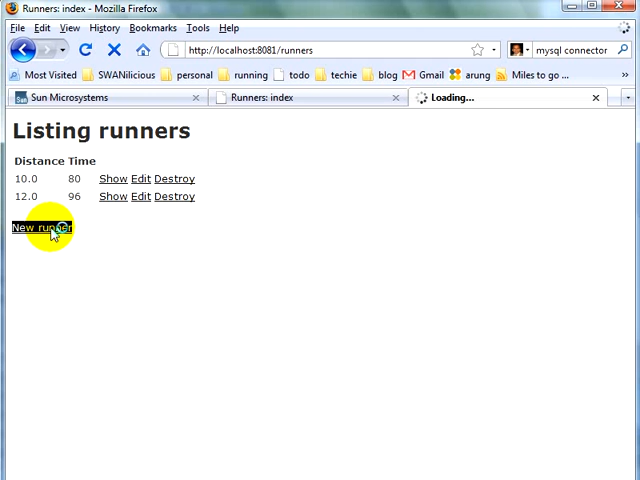 Runners: index - Mozilla Firefox
File Edit View History Bookmarks Tools Help
http://localhost:8081/runners mysql connector
Most Visited SWANilicious personal running todo techie blog Gmail arung Miles to go ...
Sun Microsystems Runners: index Loading...
Listing runners
Distance Time
10.0 80 Show Edit Destroy
12.0 96 Show Edit Destroy
New runner